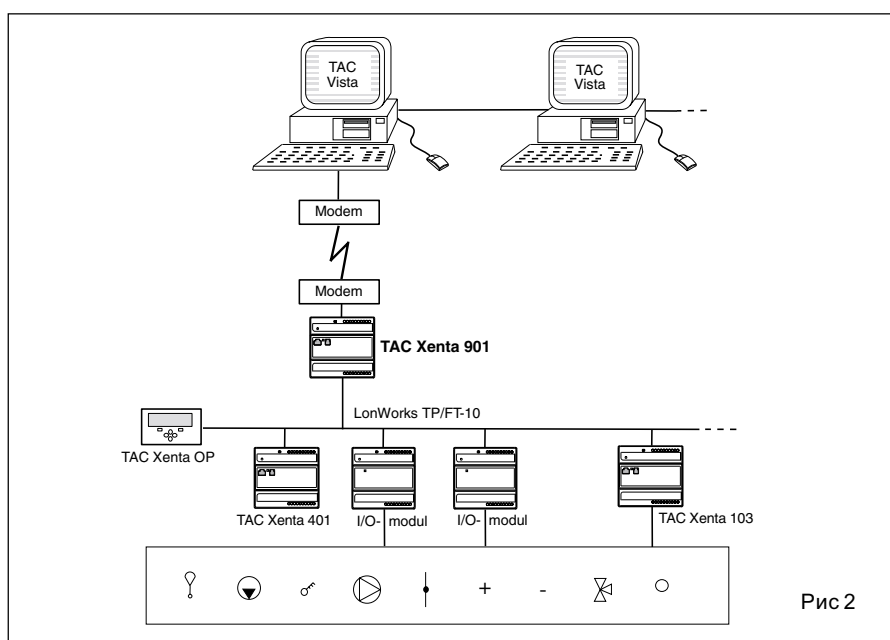 TAC
Vista
TAC
Vista
Modem
Modem
TAC Xenta 901
LonWorks TP/FT-10
TAC Xenta OP
TAC Xenta 401
I/O- modul
I/O- modul
TAC Xenta 103
+
-
Рис 2